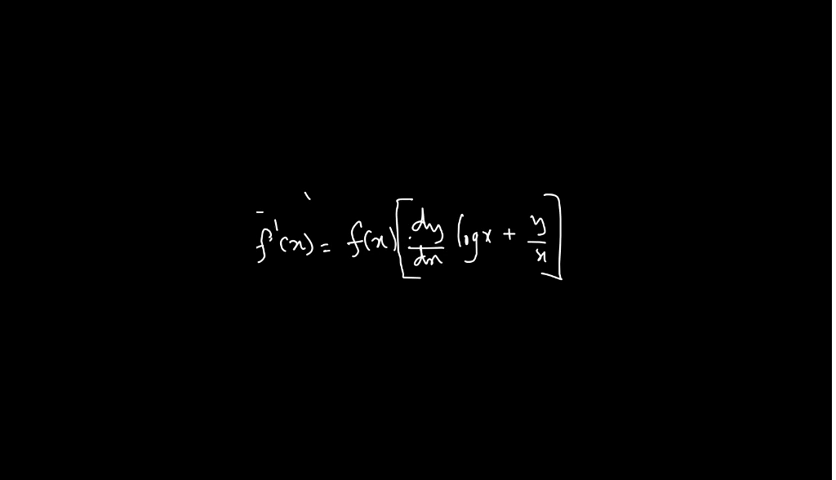 f'(x) = f(x) [ dy/dx log x + y/x ]